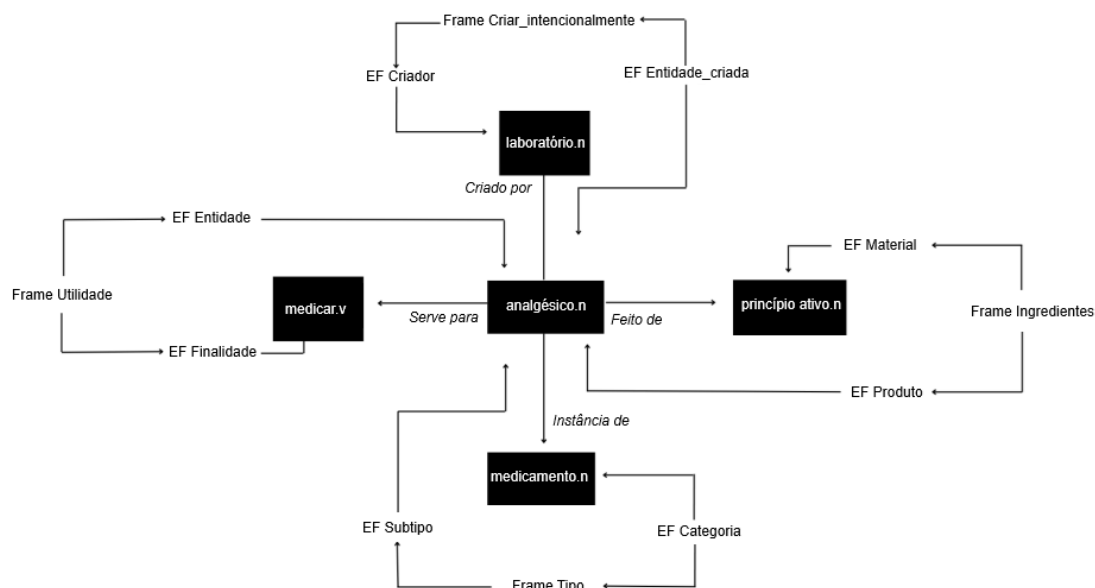 Frame Criar_intencionalmente
EF Criador
EF Entidade_criada
laboratório.n
Criado por
EF Entidade
EF Material
Frame Utilidade
medicar.v
Serve para
analgésico.n
Feito de
princípio ativo.n
Frame Ingredientes
EF Finalidade
EF Produto
Instância de
medicamento.n
EF Subtipo
EF Categoria
Frame Tipo